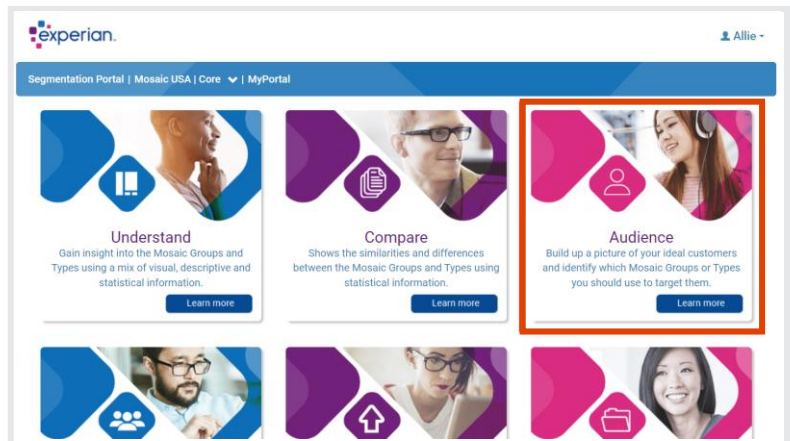 experian.
Allie
Segmentation Portal | Mosaic USA | Core | MyPortal
Understand
Gain insight into the Mosaic Groups and
Types using a mix of visual, descriptive and
statistical information.
Learn more
Compare
Shows the similarities and differences
between the Mosaic Groups and Types using
statistical information.
Learn more
Audience
Build up a picture of your ideal customers
and identify which Mosaic Groups or Types
you should use to target them.
Learn more